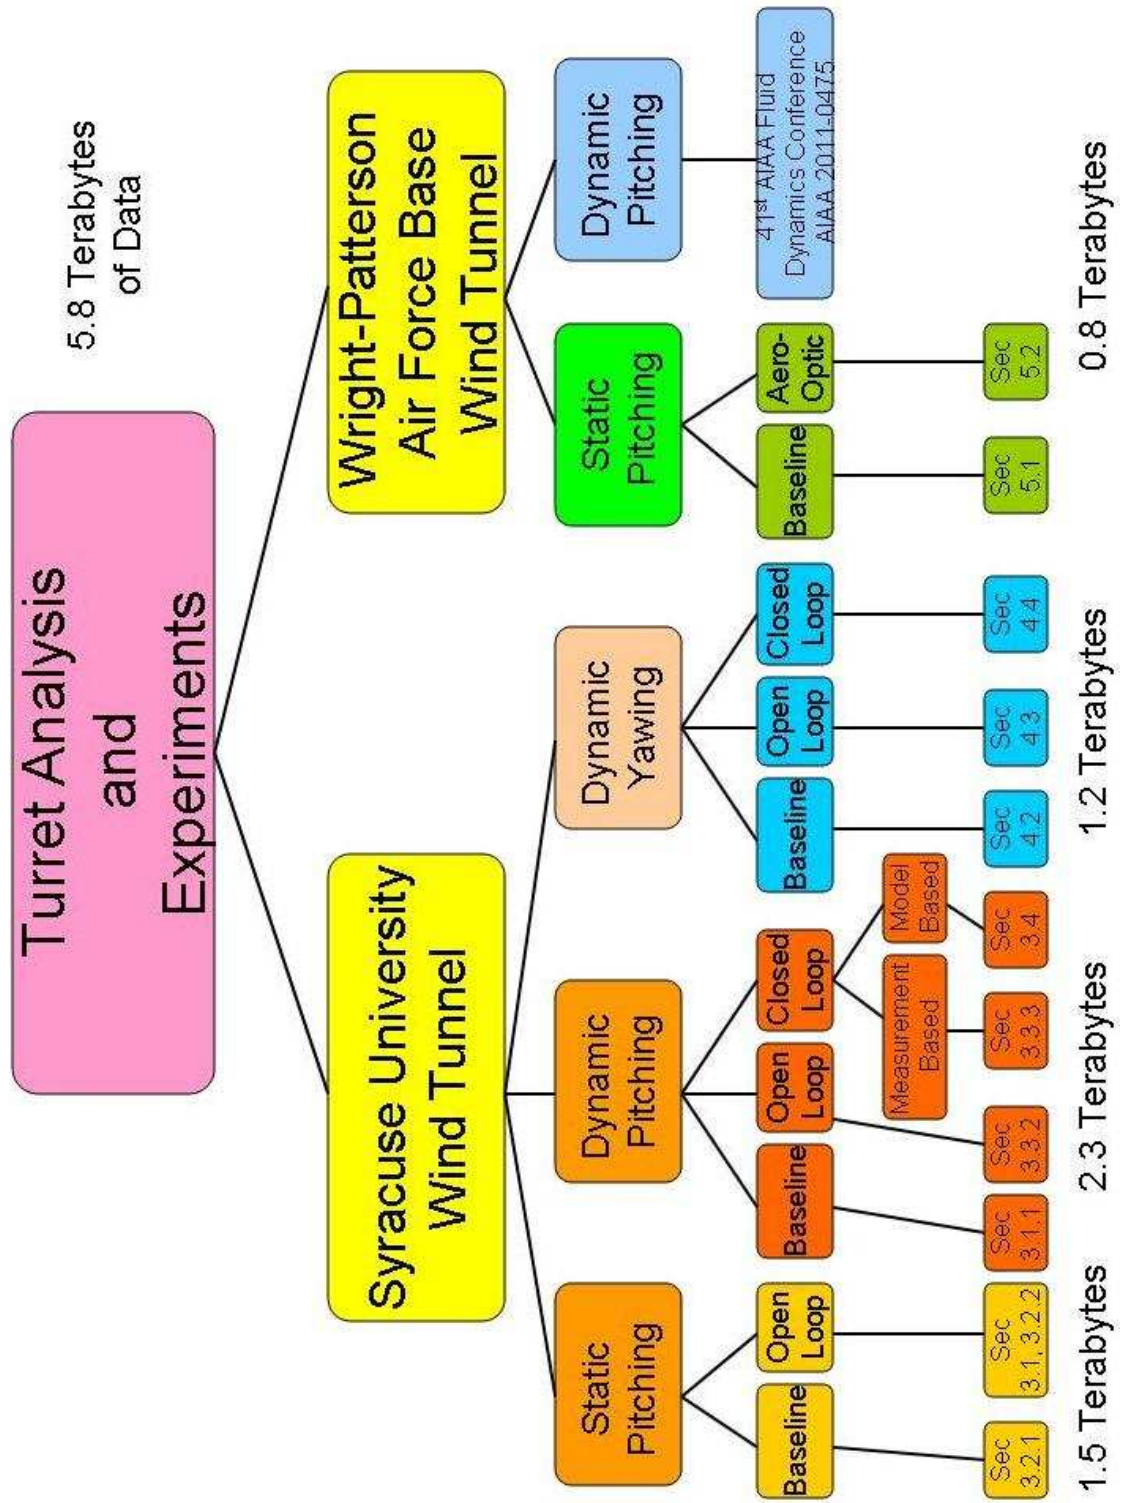 Turret Analysis
and
Experiments
5.8 Terabytes
of Data
Syracuse University
Wind Tunnel
Wright-Patterson
Air Force Base
Wind Tunnel
Static
Pitching
Dynamic
Pitching
Dynamic
Yawing
Static
Pitching
Dynamic
Pitching
Baseline
Open
Loop
Baseline
Open
Loop
Closed
Loop
Baseline
Open
Loop
Closed
Loop
Baseline
Aero-
Optic
41st AIAA Fluid
Dynamics Conference
AIAA 2011-0475
Measurement
Based
Model
Based
Sec
3.2.1
Sec
3.1, 3.2.2
Sec
3.1.1
Sec
3.3.2
Sec
3.3.3
Sec
3.4
Sec
4.2
Sec
4.3
Sec
4.4
Sec
5.1
Sec
5.2
1.5 Terabytes
2.3 Terabytes
1.2 Terabytes
0.8 Terabytes